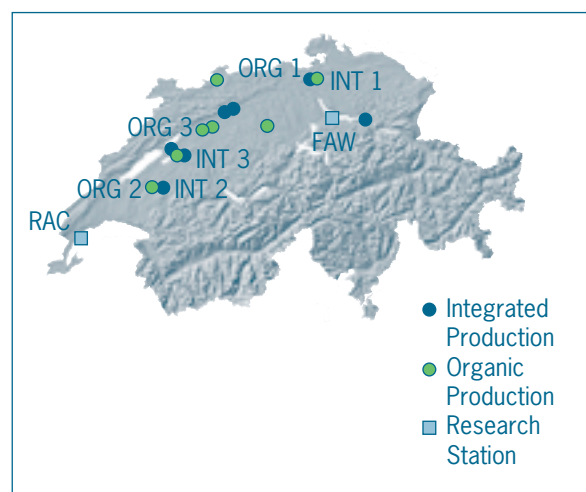 ORG 1
INT 1
ORG 3
FAW
INT 3
ORG 2
INT 2
RAC
Integrated
Production
Organic
Production
Research
Station